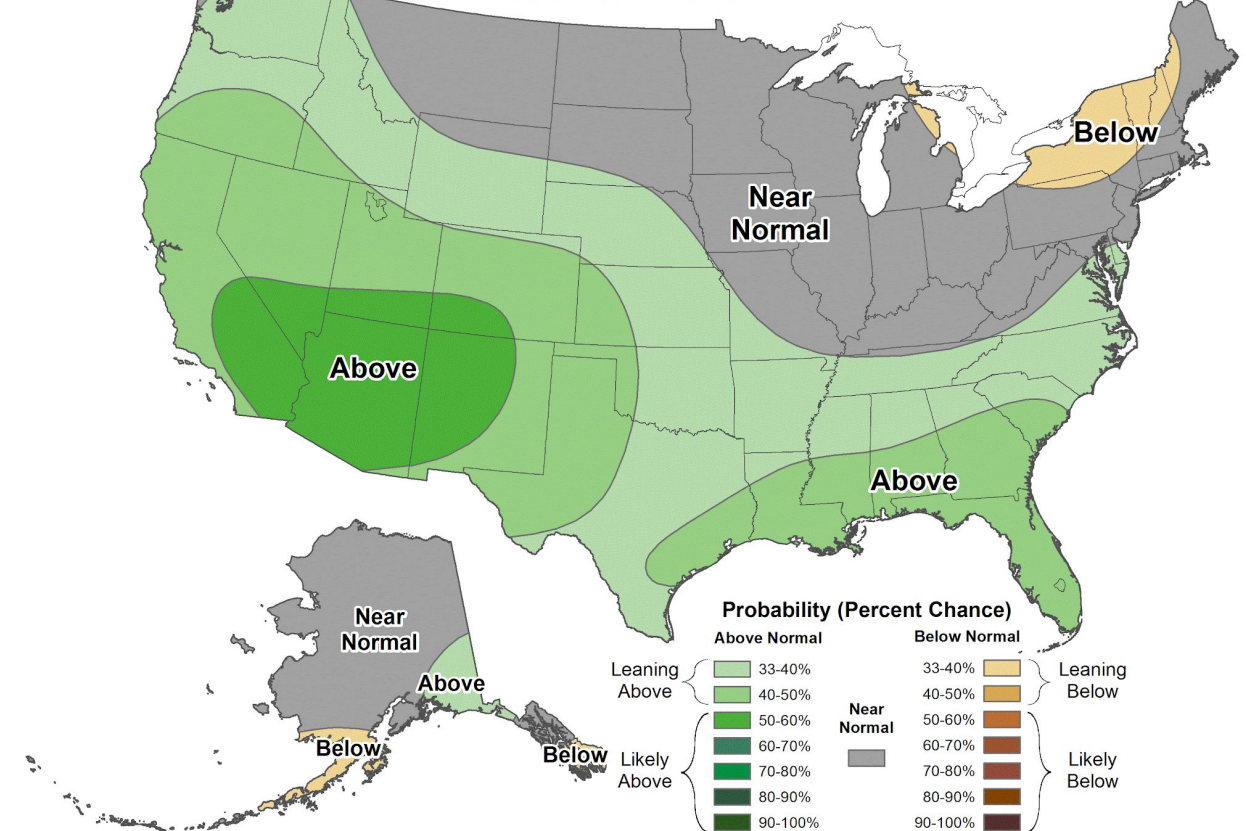 Below
Near
Normal
Above
Above
Near
Normal
Above
Below
Below
Probability (Percent Chance)
Above Normal
Below Normal
Leaning
Above
33-40%
40-50%
50-60%
60-70%
70-80%
80-90%
90-100%
Likely
Above
Near
Normal
33-40%
40-50%
50-60%
60-70%
70-80%
80-90%
90-100%
Leaning
Below
Likely
Below